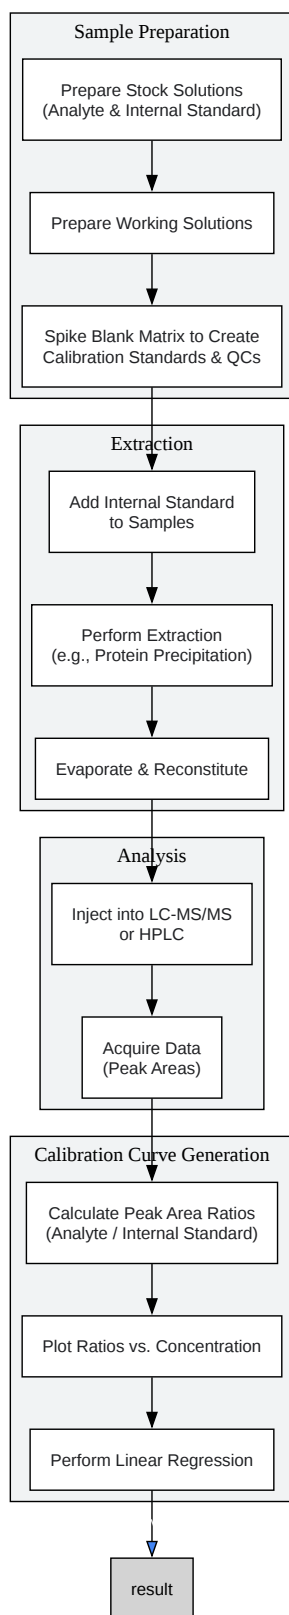 Sample Preparation
Prepare Stock Solutions
(Analyte & Internal Standard)
Prepare Working Solutions
Spike Blank Matrix to Create
Calibration Standards & QCs
Extraction
Add Internal Standard
to Samples
Perform Extraction
(e.g., Protein Precipitation)
Evaporate & Reconstitute
Analysis
Inject into LC-MS/MS
or HPLC
Acquire Data
(Peak Areas)
Calibration Curve Generation
Calculate Peak Area Ratios
(Analyte / Internal Standard)
Plot Ratios vs. Concentration
Perform Linear Regression
result